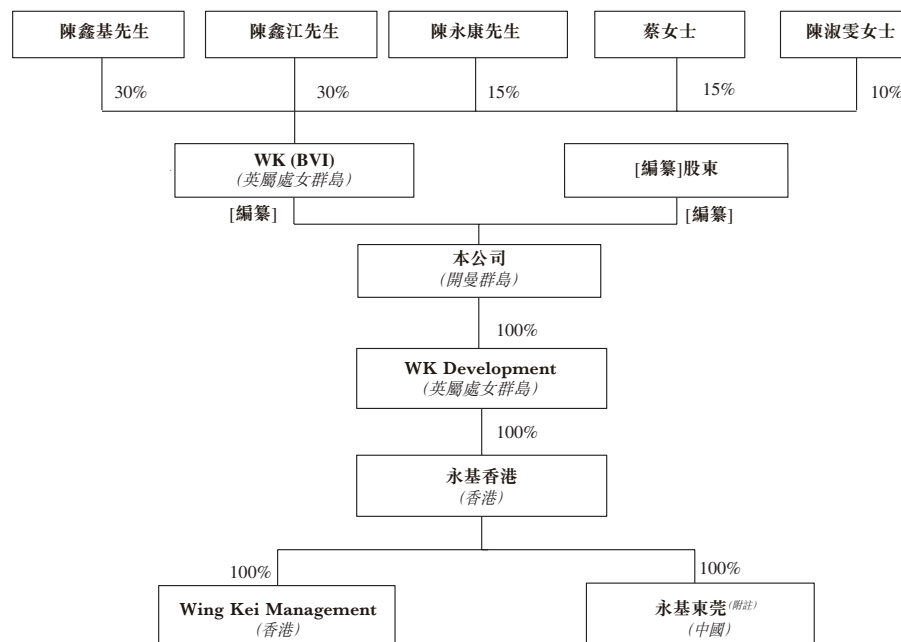 陳鑫基先生
陳鑫江先生
陳永康先生
蔡女士
陳淑雯女士
30%
30%
15%
15%
10%
WK (BVI)
(英屬處女群島)
[編纂]股東
[編纂]
[編纂]
本公司
(開曼群島)
100%
WK Development
(英屬處女群島)
100%
永基香港
(香港)
100%
100%
Wing Kei Management
(香港)
永基東莞(附註)
(中國)